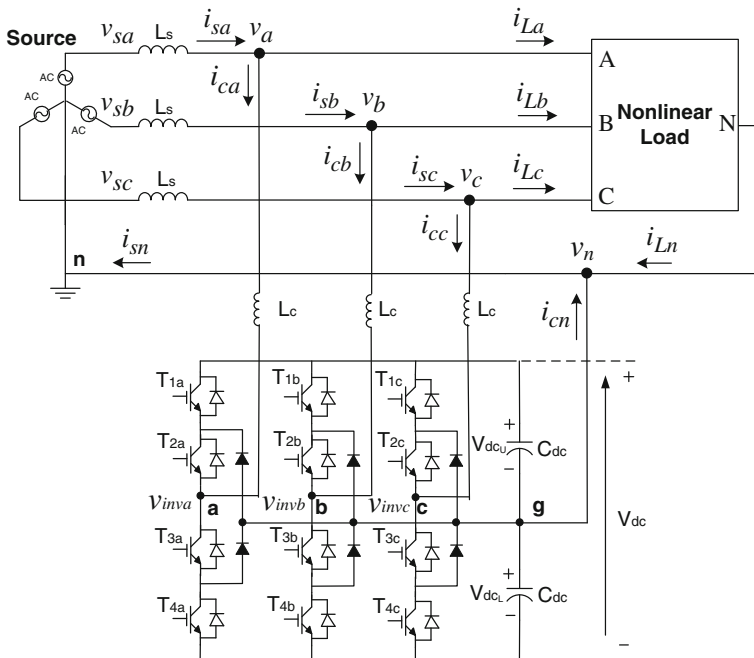 Source
v_sa L_s i_sa v_a i_La
A
AC
i_ca
AC
AC
v_sb L_s i_sb v_b i_Lb
B Nonlinear Load N
i_cb
v_sc L_s i_sc v_c i_Lc
C
i_cc
n i_sn v_n i_Ln
i_cn
L_c L_c L_c
T_1a T_1b T_1c +
T_2a T_2b T_2c + V_dcU − C_dc
v_inva a v_invb b v_invc c g
V_dc
T_3a T_3b T_3c
+ V_dcL − C_dc
T_4a T_4b T_4c
−